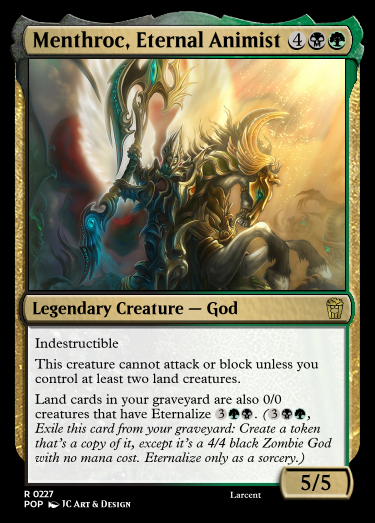 Menthroc, Eternal Animist 4
Legendary Creature — God
Indestructible
This creature cannot attack or block unless you
control at least two land creatures.
Land cards in your graveyard are also 0/0
creatures that have Eternalize 3. (3,
Exile this card from your graveyard: Create a token
that's a copy of it, except it's a 4/4 black Zombie God
with no mana cost. Eternalize only as a sorcery.)
5/5
R 0227
POP JC Art & Design
Larcent